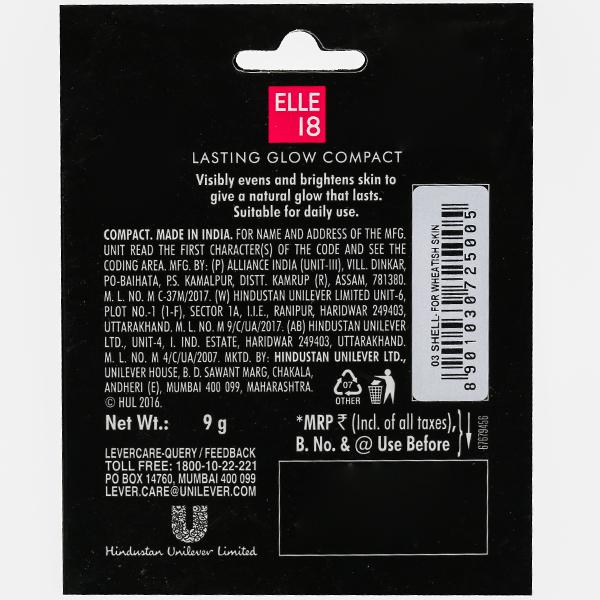 ELLE
18
LASTING GLOW COMPACT
Visibly evens and brightens skin to
give a natural glow that lasts.
Suitable for daily use.
COMPACT. MADE IN INDIA. FOR NAME AND ADDRESS OF THE MFG.
UNIT READ THE FIRST CHARACTER(S) OF THE CODE AND SEE THE
CODING AREA. MFG. BY: (P) ALLIANCE INDIA (UNIT-III), VILL. DINKAR,
PO-BAIHATA, P.S. KAMALPUR, DISTT. KAMRUP (R), ASSAM, 781380.
M. L. NO. M C-37M/2017. (W) HINDUSTAN UNILEVER LIMITED UNIT-6,
PLOT NO.-1 (1-F), SECTOR 1A, I.I.E., RANIPUR, HARIDWAR 249403,
UTTARAKHAND. M. L. NO. M 9/C/UA/2017. (AB) HINDUSTAN UNILEVER
LTD., UNIT-4, I. IND. ESTATE, HARIDWAR 249403, UTTARAKHAND.
M. L. NO. M 4/C/UA/2007. MKTD. BY: HINDUSTAN UNILEVER LTD.,
UNILEVER HOUSE, B. D. SAWANT MARG, CHAKALA,
ANDHERI (E), MUMBAI 400 099, MAHARASHTRA.
© HUL 2016.
07
OTHER
03 SHELL- FOR WHEATISH SKIN
8 901030 725005
Net Wt.: 9 g
*MRP ₹ (Incl. of all taxes),
B. No. & @ Use Before
67679456
LEVERCARE-QUERY / FEEDBACK
TOLL FREE: 1800-10-22-221
PO BOX 14760, MUMBAI 400 099
LEVER.CARE@UNILEVER.COM
Hindustan Unilever Limited